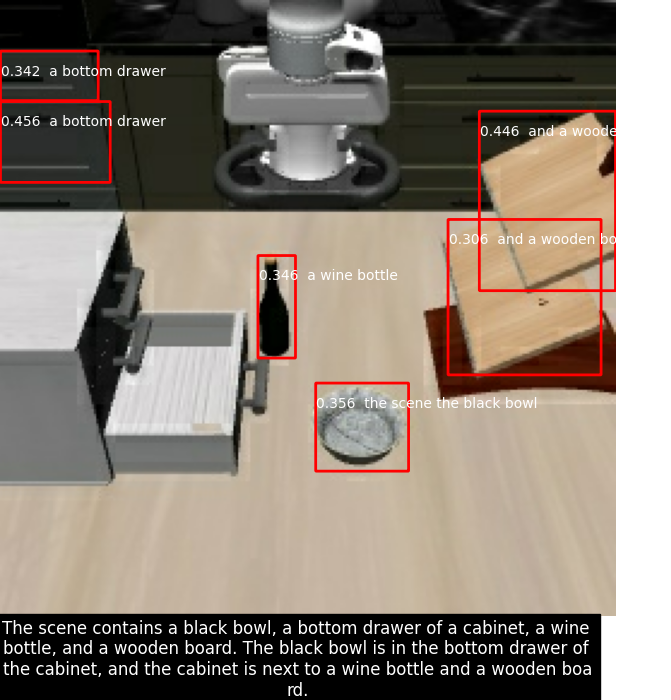 0.342 a bottom drawer
0.456 a bottom drawer
0.446 and a woode
0.306 and a wooden bo
0.346 a wine bottle
0.356 the scene the black bowl
The scene contains a black bowl, a bottom drawer of a cabinet, a wine
bottle, and a wooden board. The black bowl is in the bottom drawer of
the cabinet, and the cabinet is next to a wine bottle and a wooden boa
rd.